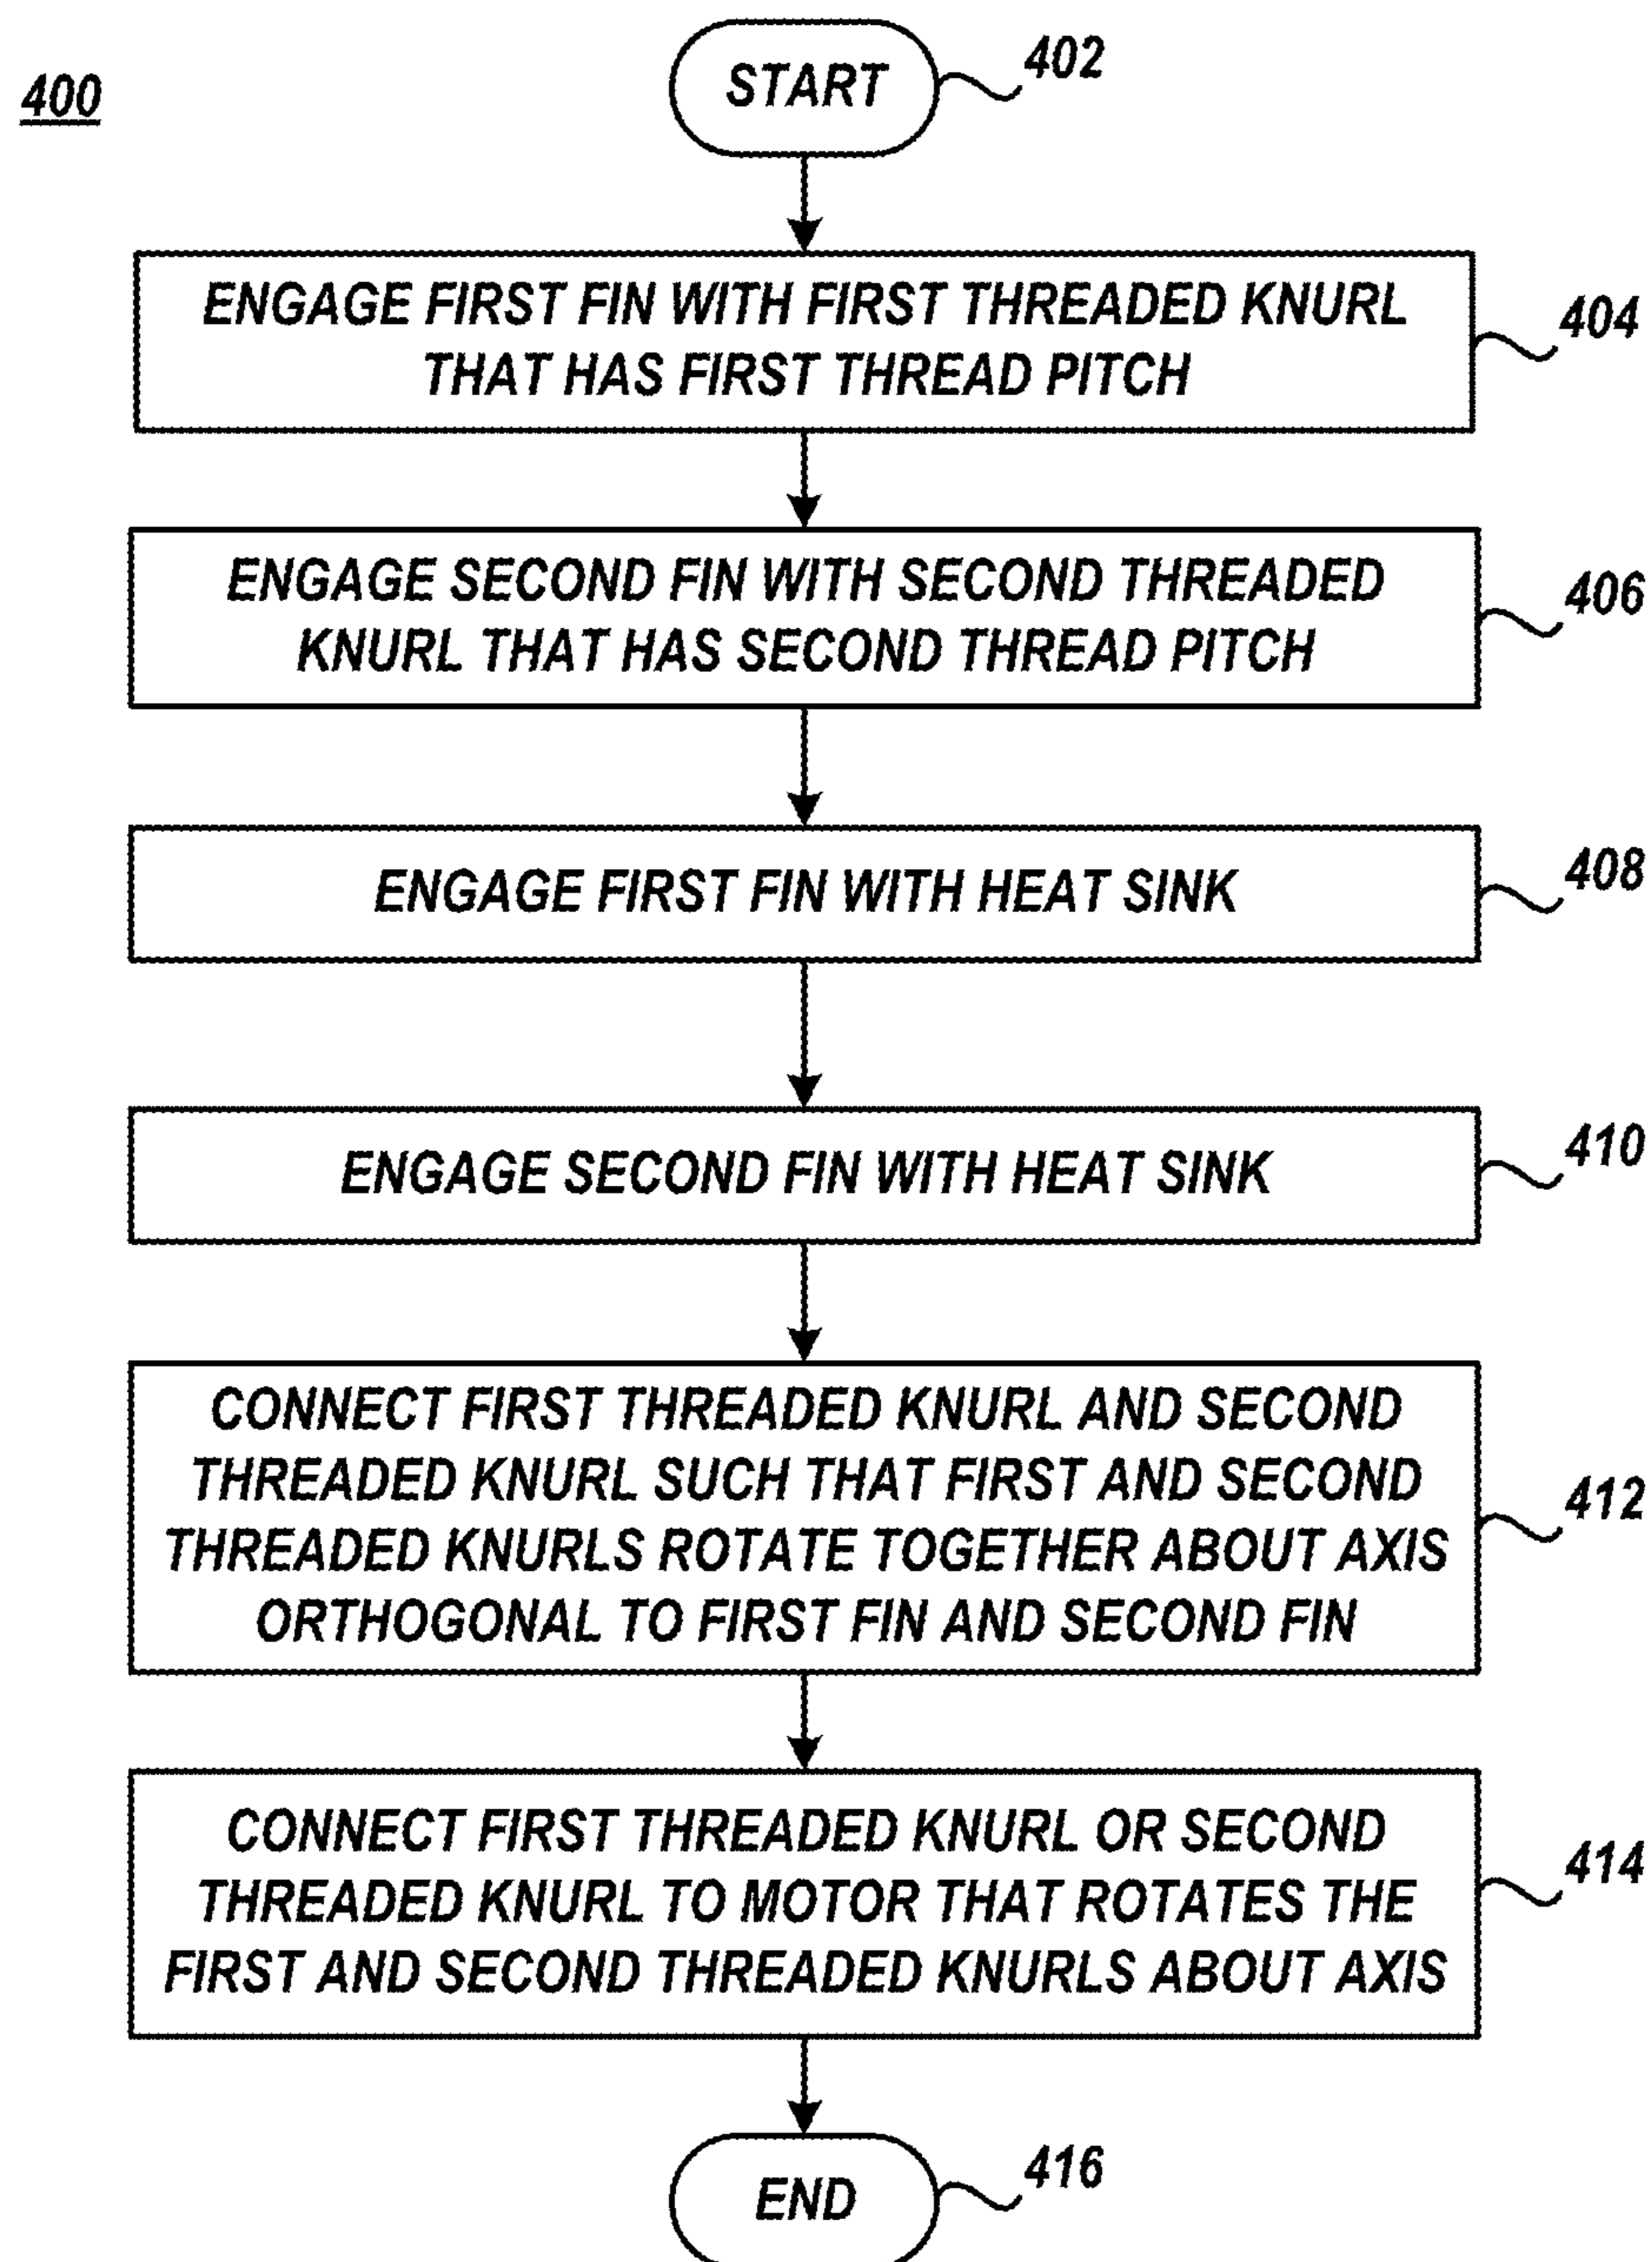 400
START
402
ENGAGE FIRST FIN WITH FIRST THREADED KNURL
THAT HAS FIRST THREAD PITCH
404
ENGAGE SECOND FIN WITH SECOND THREADED
KNURL THAT HAS SECOND THREAD PITCH
406
ENGAGE FIRST FIN WITH HEAT SINK
408
ENGAGE SECOND FIN WITH HEAT SINK
410
CONNECT FIRST THREADED KNURL AND SECOND
THREADED KNURL SUCH THAT FIRST AND SECOND
THREADED KNURLS ROTATE TOGETHER ABOUT AXIS
ORTHOGONAL TO FIRST FIN AND SECOND FIN
412
CONNECT FIRST THREADED KNURL OR SECOND
THREADED KNURL TO MOTOR THAT ROTATES THE
FIRST AND SECOND THREADED KNURLS ABOUT AXIS
414
END
416